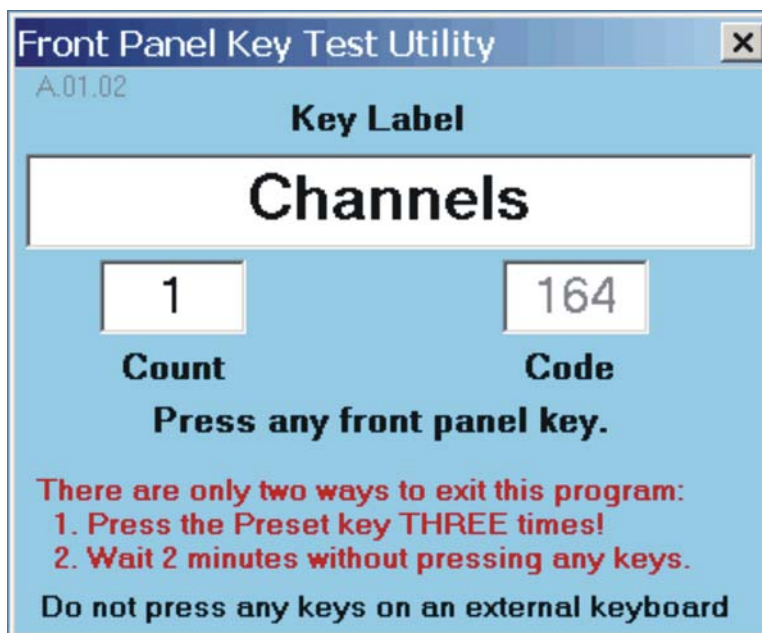 Front Panel Key Test Utility
A.01.02
Key Label
Channels
1 164
Count Code
Press any front panel key.
There are only two ways to exit this program:
1. Press the Preset key THREE times!
2. Wait 2 minutes without pressing any keys.
Do not press any keys on an external keyboard